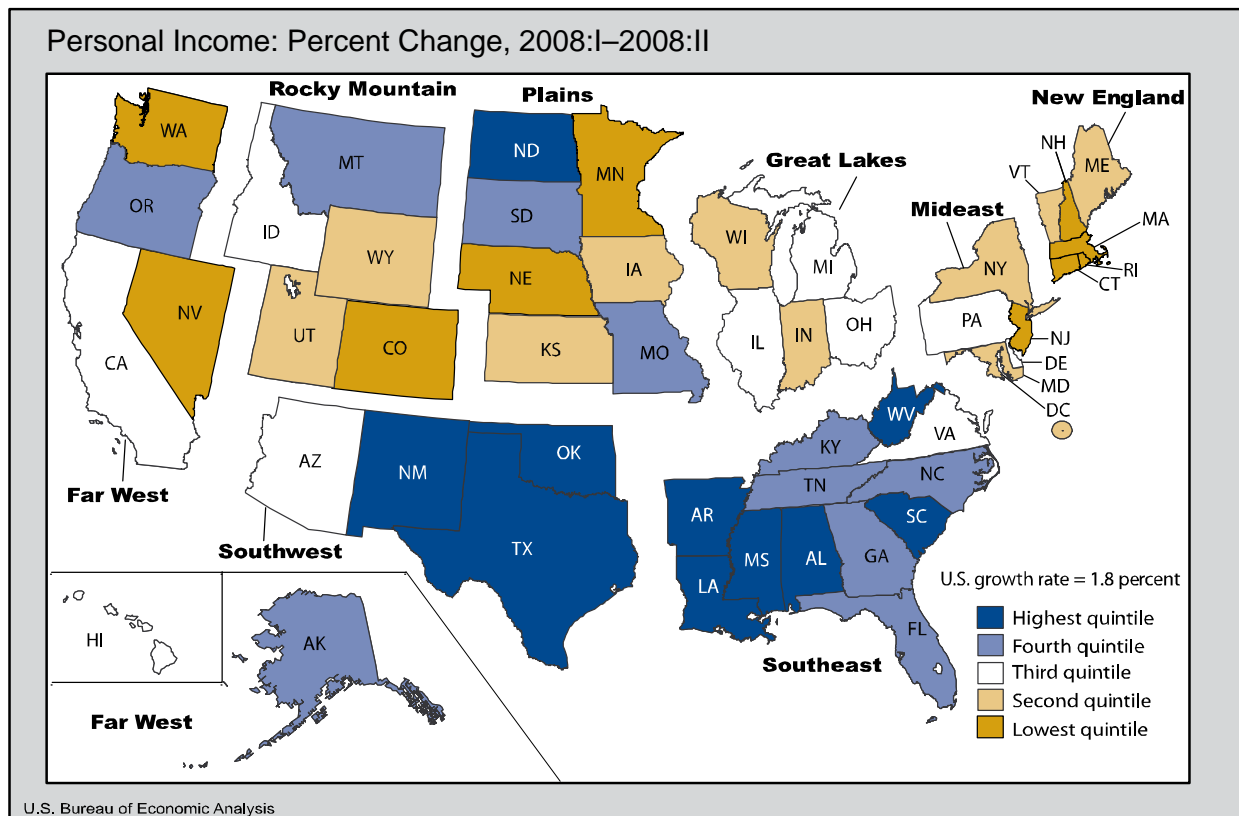 Personal Income: Percent Change, 2008:I–2008:II
Rocky Mountain
Plains
New England
Great Lakes
Mideast
WA
OR
NV
CA
Far West
MT
ID
WY
UT
CO
ND
SD
NE
KS
MN
IA
MO
WI
MI
IL
IN
OH
NH
VT
ME
MA
RI
CT
NY
PA
NJ
DE
MD
DC
AZ
NM
OK
TX
Southwest
WV
VA
KY
TN
NC
SC
AR
MS
AL
GA
LA
FL
Southeast
HI
AK
Far West
U.S. growth rate = 1.8 percent
Highest quintile
Fourth quintile
Third quintile
Second quintile
Lowest quintile
U.S. Bureau of Economic Analysis